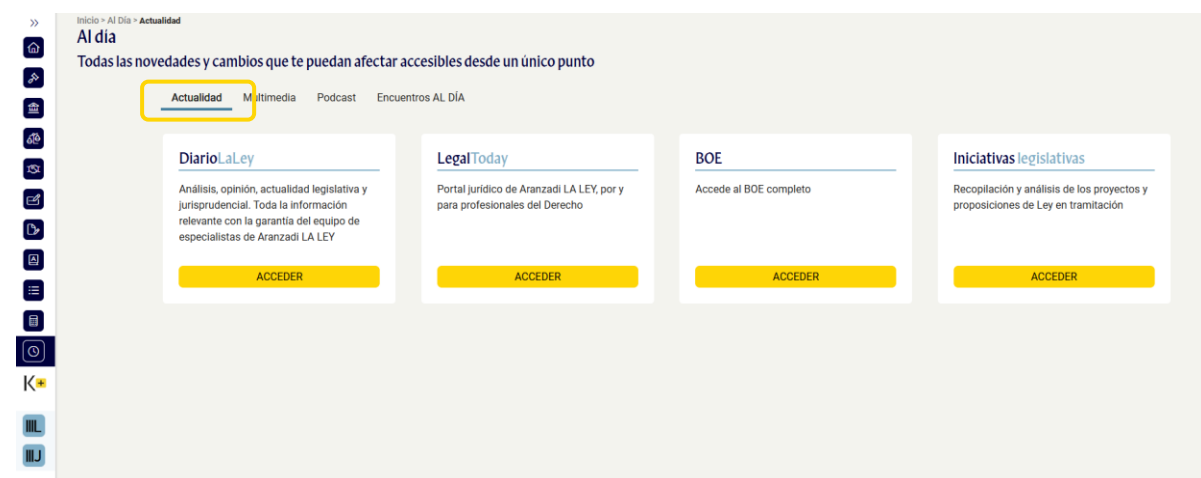 Inicio > Al Día > Actualidad
Al día
Todas las novedades y cambios que te puedan afectar accesibles desde un único punto
Actualidad Multimedia Podcast Encuentros AL DÍA
DiarioLaLey
Análisis, opinión, actualidad legislativa y
jurisprudencial. Toda la información
relevante con la garantía del equipo de
especialistas de Aranzadi LA LEY
ACCEDER
LegalToday
Portal jurídico de Aranzadi LA LEY, por y
para profesionales del Derecho
ACCEDER
BOE
Accede al BOE completo
ACCEDER
Iniciativas legislativas
Recopilación y análisis de los proyectos y
proposiciones de Ley en tramitación
ACCEDER
K+
L
J